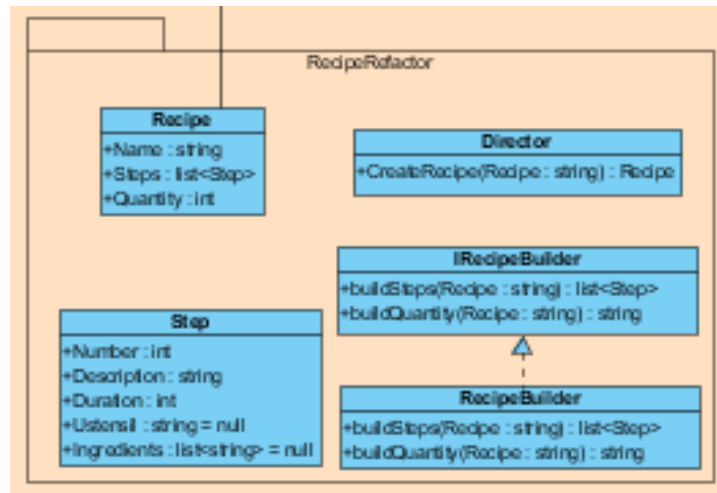 RecipeRefactor
Recipe
+Name : string
+Steps : list<Step>
+Quantity : int
Director
+CreateRecipe(Recipe : string) : Recipe
IRecipeBuilder
+buildSteps(Recipe : string) : list<Step>
+buildQuantity(Recipe : string) : string
Step
+Number : int
+Description : string
+Duration : int
+Ustensil : string = null
+Ingredients : list<string> = null
RecipeBuilder
+buildSteps(Recipe : string) : list<Step>
+buildQuantity(Recipe : string) : string